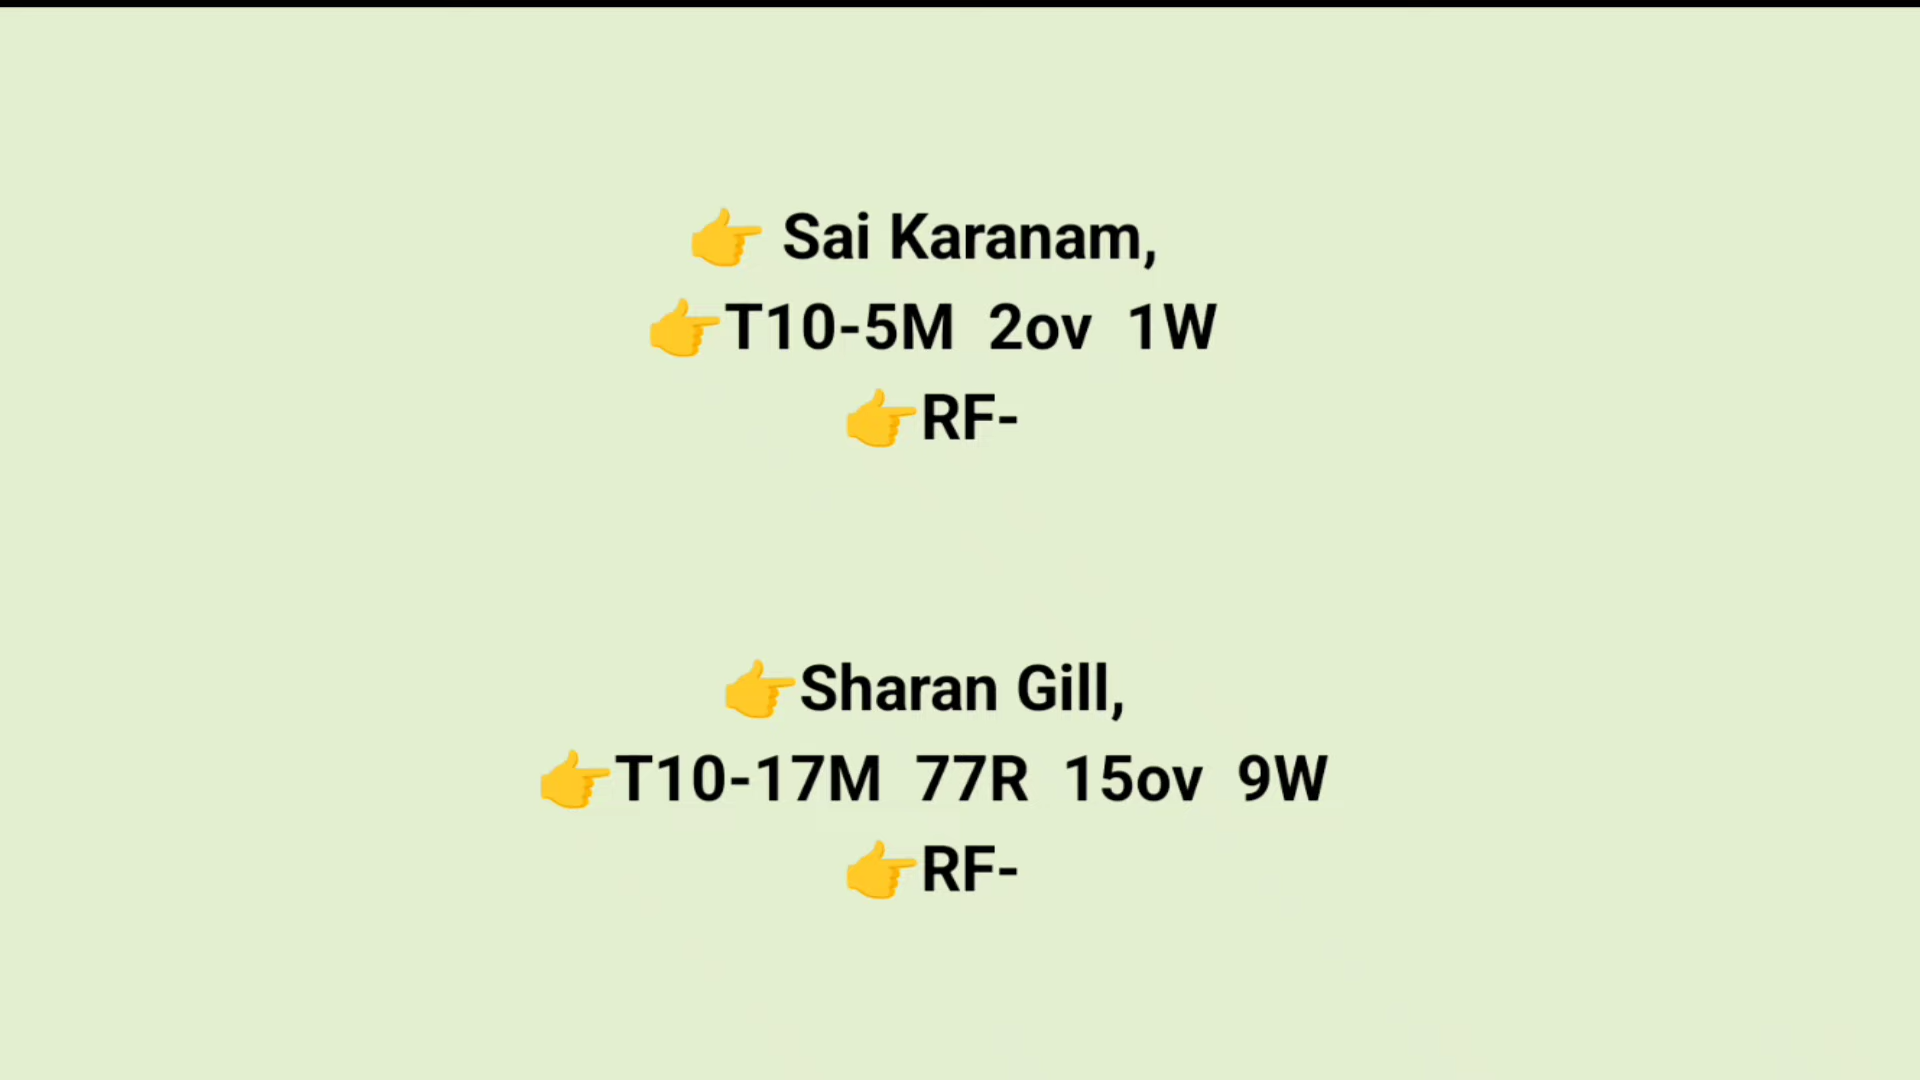 👉 Sai Karanam,
👉T10-5M 2ov 1W
👉RF-
👉Sharan Gill,
👉T10-17M 77R 15ov 9W
👉RF-